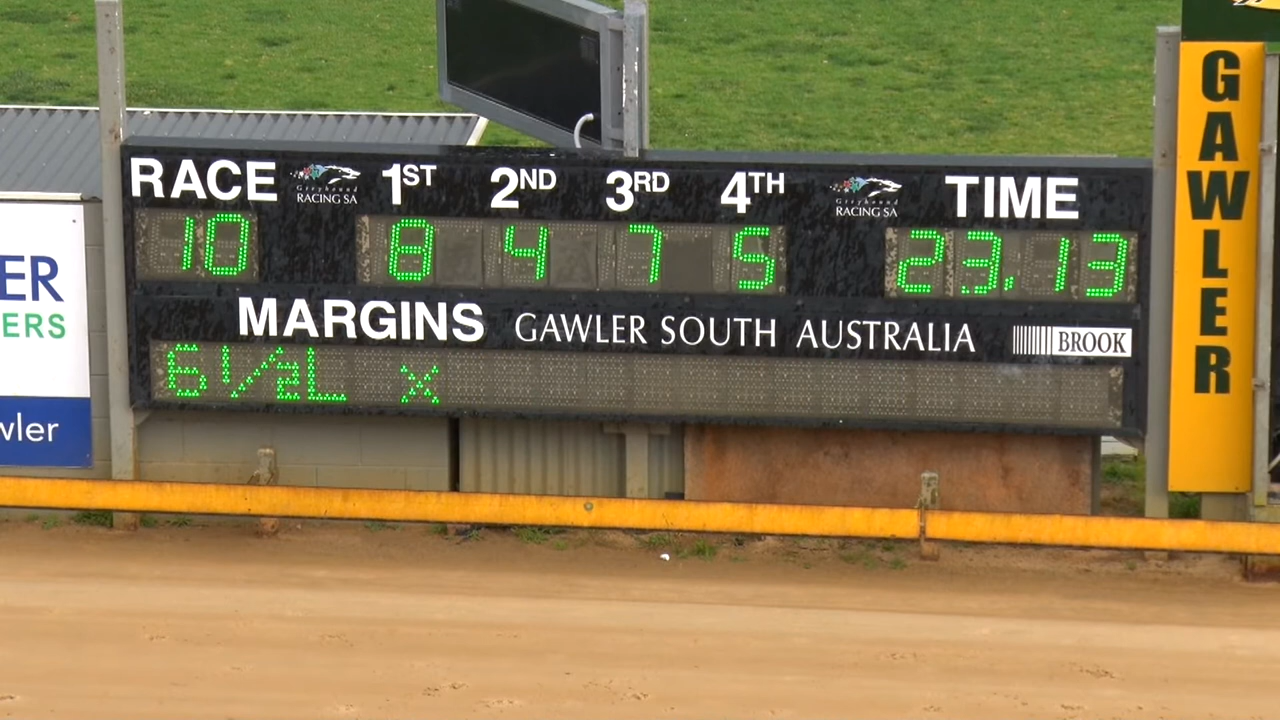 RACE
Greyhound
RACING SA
1ST
2ND
3RD
4TH
Greyhound
RACING SA
TIME
10
8
4
7
5
23.13
MARGINS
GAWLER SOUTH AUSTRALIA
BROOK
6 1/2L X
ER
ERS
wler
GAWLER